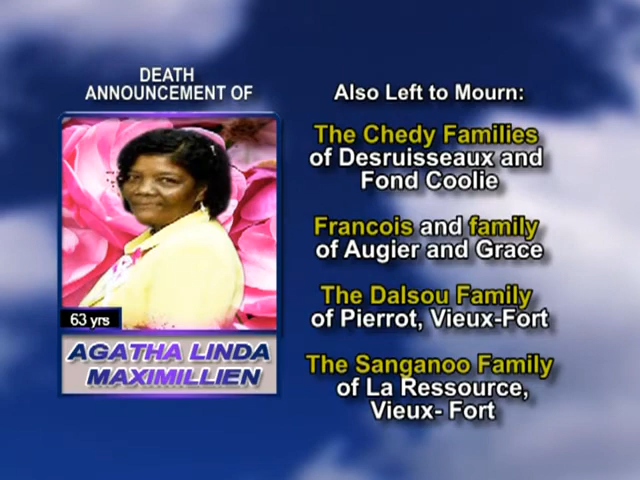 DEATH
ANNOUNCEMENT OF
63 yrs
AGATHA LINDA
MAXIMILLIEN
Also Left to Mourn:
The Chedy Families
of Desruisseaux and
Fond Coolie
Francois and family
of Augier and Grace
The Dalsou Family
of Pierrot, Vieux-Fort
The Sanganoo Family
of La Ressource,
Vieux- Fort